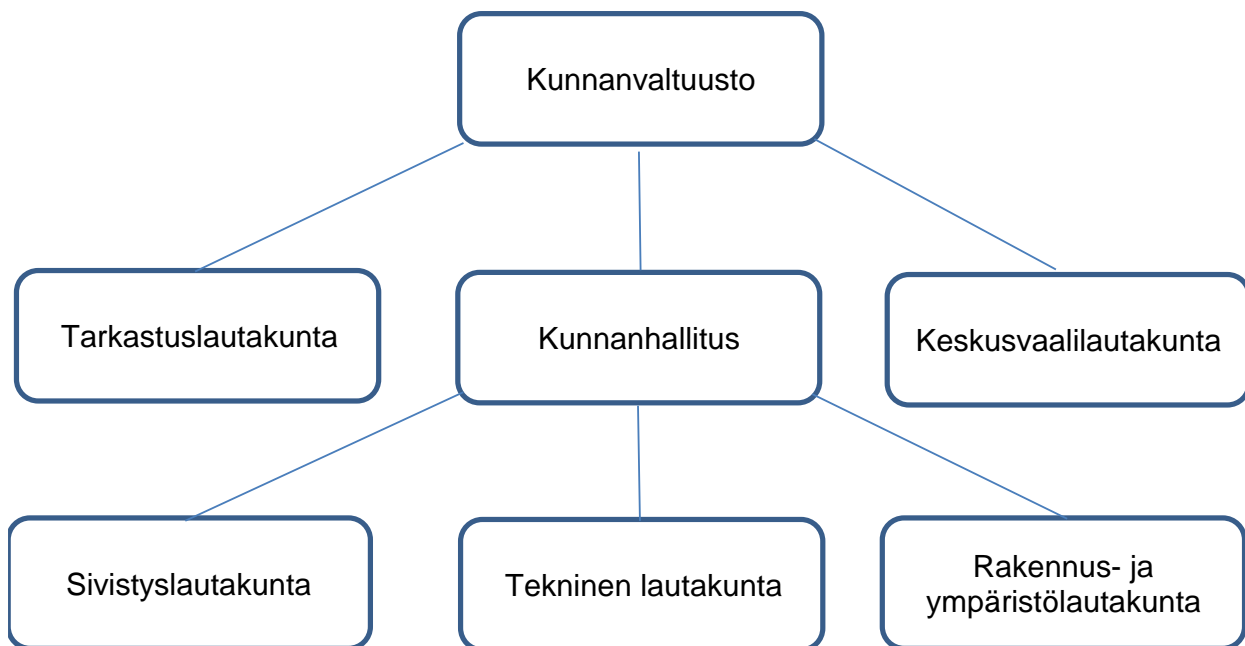 Kunnanvaltuusto
Tarkastuslautakunta
Kunnanhallitus
Keskusvaalilautakunta
Sivistyslautakunta
Tekninen lautakunta
Rakennus- ja
ympäristölautakunta